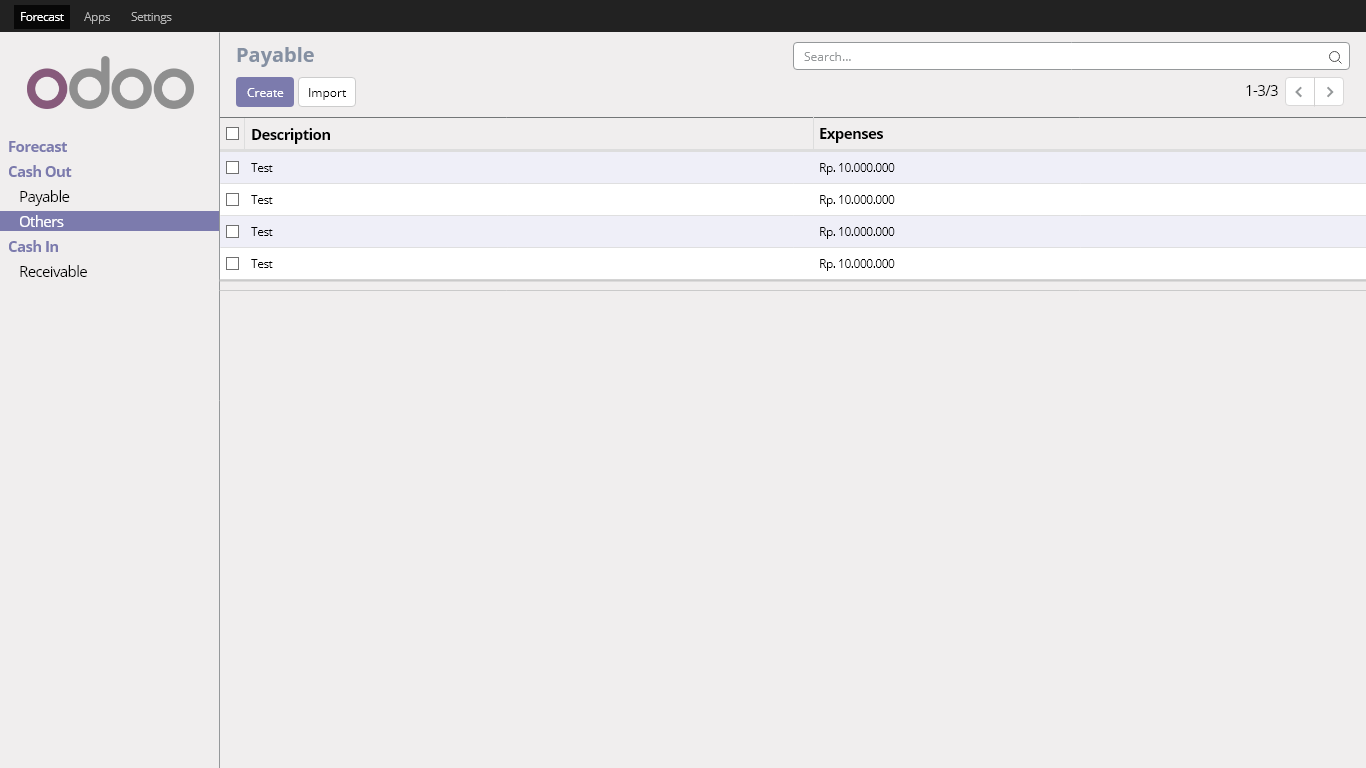 Forecast Apps Settings
odoo
Payable
Search...
Create Import
1-3/3
Forecast
Cash Out
Payable
Others
Cash In
Receivable
Description Expenses
Test Rp. 10.000.000
Test Rp. 10.000.000
Test Rp. 10.000.000
Test Rp. 10.000.000